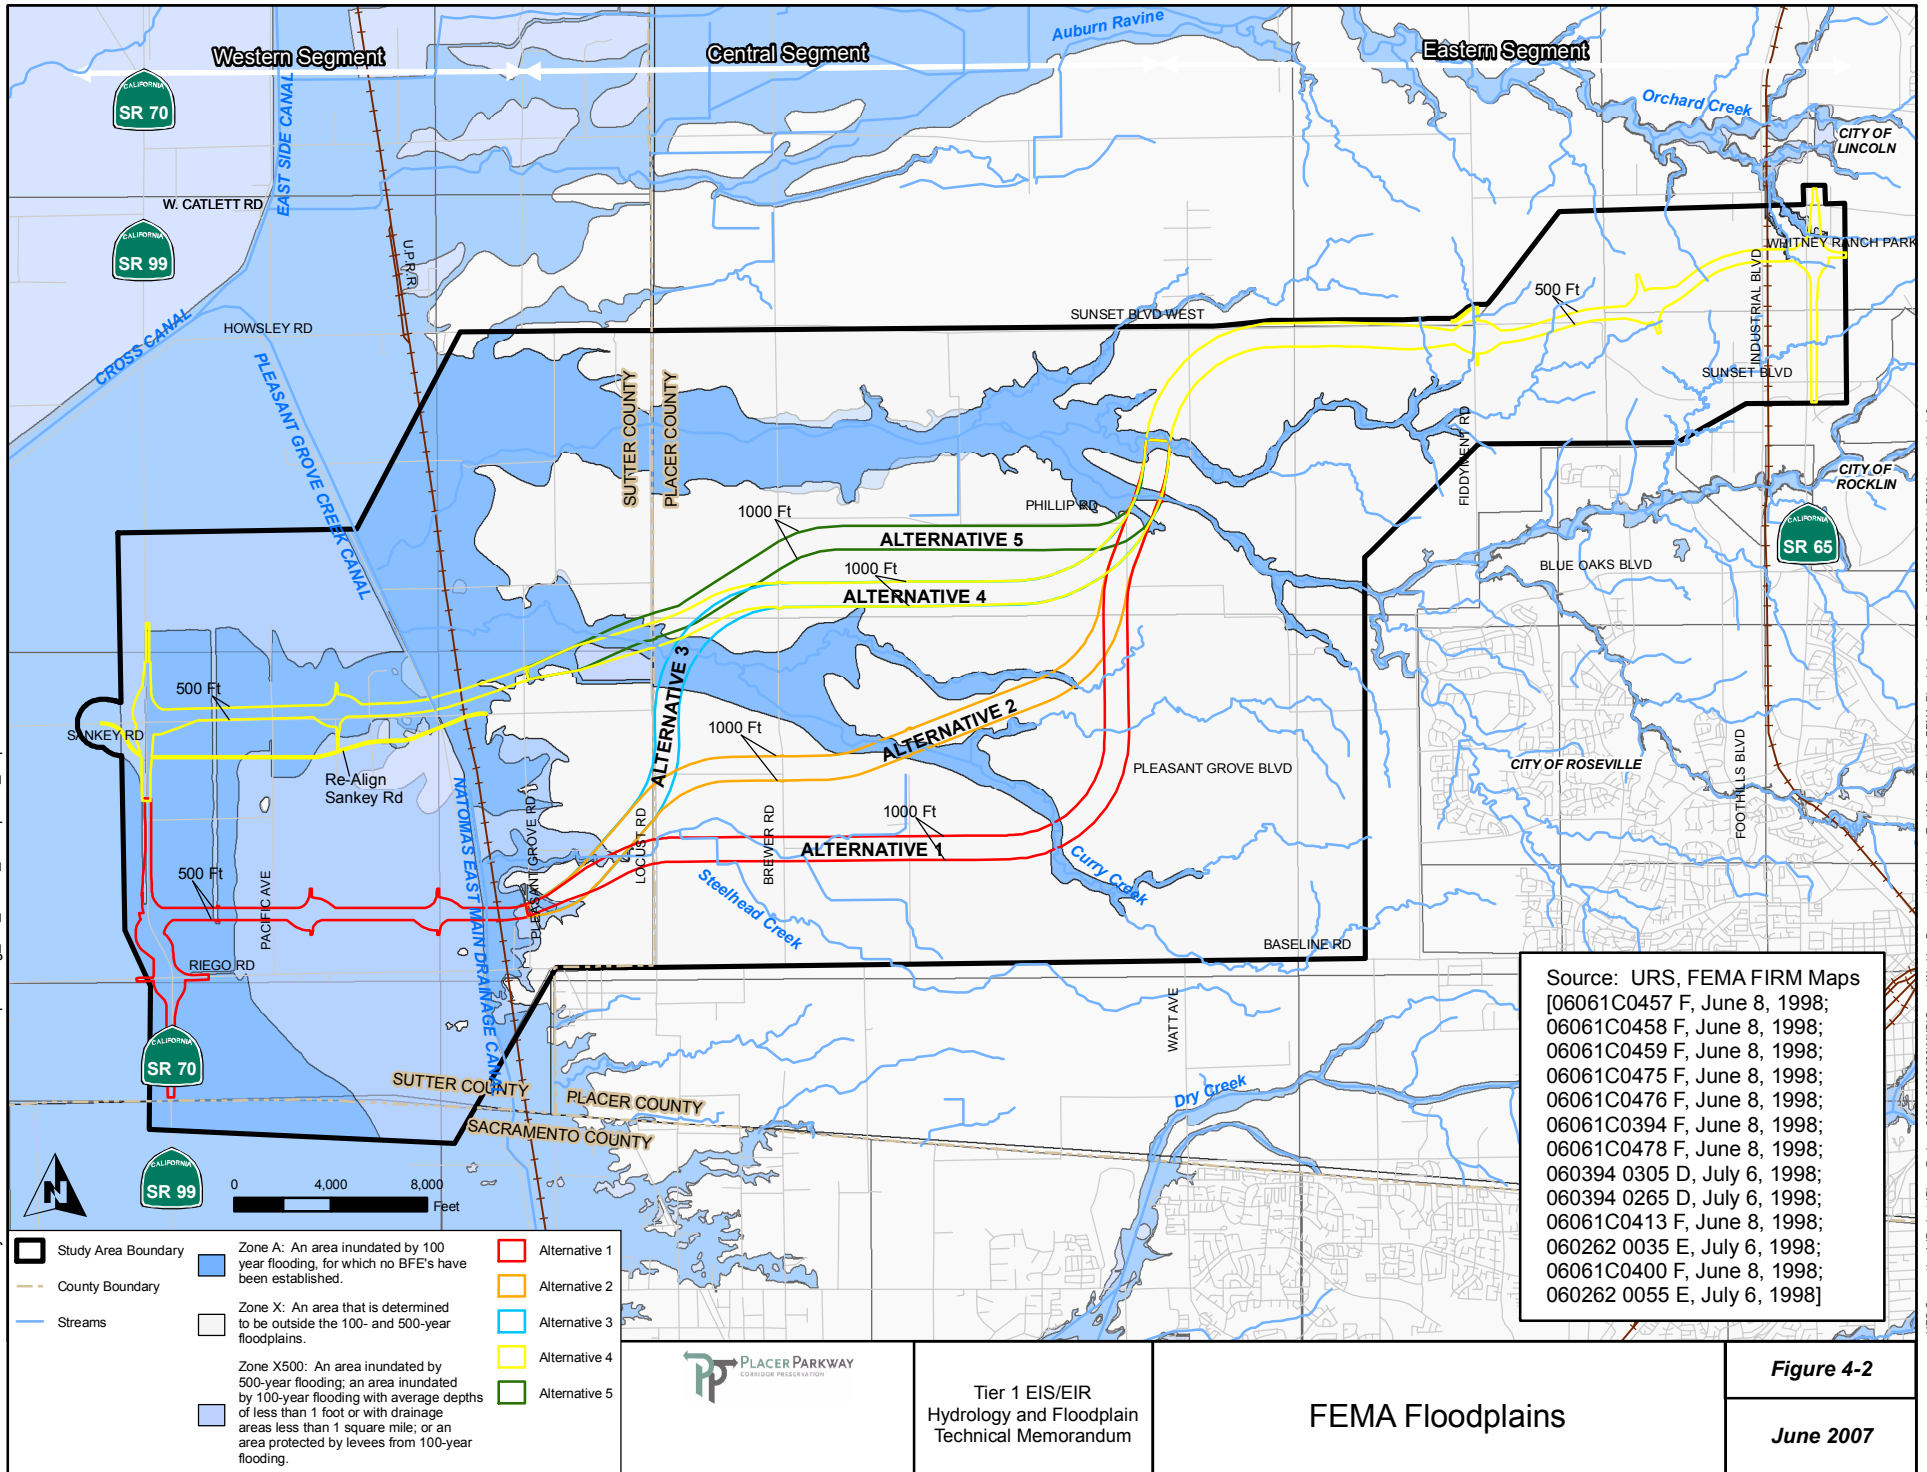 Western Segment
Central Segment
Eastern Segment
Auburn Ravine
Orchard Creek
CITY OF
LINCOLN
CALIFORNIA
SR 70
EAST SIDE CANAL
W. CATLETT RD
CALIFORNIA
SR 99
U.P.R.R.
WHITNEY RANCH PARK
INDUSTRIAL BLVD
500 Ft
SUNSET BLVD WEST
HOWSLEY RD
CROSS CANAL
PLEASANT GROVE CREEK CANAL
SUTTER COUNTY
PLACER COUNTY
SUNSET BLVD
FIDDYMENT RD
CITY OF
ROCKLIN
CALIFORNIA
SR 65
PHILLIP RD
1000 Ft
ALTERNATIVE 5
1000 Ft
ALTERNATIVE 4
BLUE OAKS BLVD
ALTERNATIVE 3
500 Ft
SANKEY RD
1000 Ft
ALTERNATIVE 2
Re-Align
Sankey Rd
PLEASANT GROVE BLVD
CITY OF ROSEVILLE
FOOTHILLS BLVD
NATOMAS EAST MAIN DRAINAGE CANAL
PLEASANT GROVE RD
LOCUST RD
BREWER RD
1000 Ft
ALTERNATIVE 1
500 Ft
PACIFIC AVE
Steelhead Creek
Curry Creek
RIEGO RD
BASELINE RD
WATT AVE
CALIFORNIA
SR 70
SUTTER COUNTY
PLACER COUNTY
SACRAMENTO COUNTY
Dry Creek
CALIFORNIA
SR 99
N
0 4,000 8,000
Feet
Source: URS, FEMA FIRM Maps
[06061C0457 F, June 8, 1998;
06061C0458 F, June 8, 1998;
06061C0459 F, June 8, 1998;
06061C0475 F, June 8, 1998;
06061C0476 F, June 8, 1998;
06061C0394 F, June 8, 1998;
06061C0478 F, June 8, 1998;
060394 0305 D, July 6, 1998;
060394 0265 D, July 6, 1998;
06061C0413 F, June 8, 1998;
060262 0035 E, July 6, 1998;
06061C0400 F, June 8, 1998;
060262 0055 E, July 6, 1998]
Study Area Boundary
County Boundary
Streams
Zone A: An area inundated by 100
year flooding, for which no BFE's have
been established.
Zone X: An area that is determined
to be outside the 100- and 500-year
floodplains.
Zone X500: An area inundated by
500-year flooding; an area inundated
by 100-year flooding with average depths
of less than 1 foot or with drainage
areas less than 1 square mile; or an
area protected by levees from 100-year
flooding.
Alternative 1
Alternative 2
Alternative 3
Alternative 4
Alternative 5
PLACER PARKWAY
CORRIDOR PRESERVATION
Tier 1 EIS/EIR
Hydrology and Floodplain
Technical Memorandum
FEMA Floodplains
Figure 4-2
June 2007